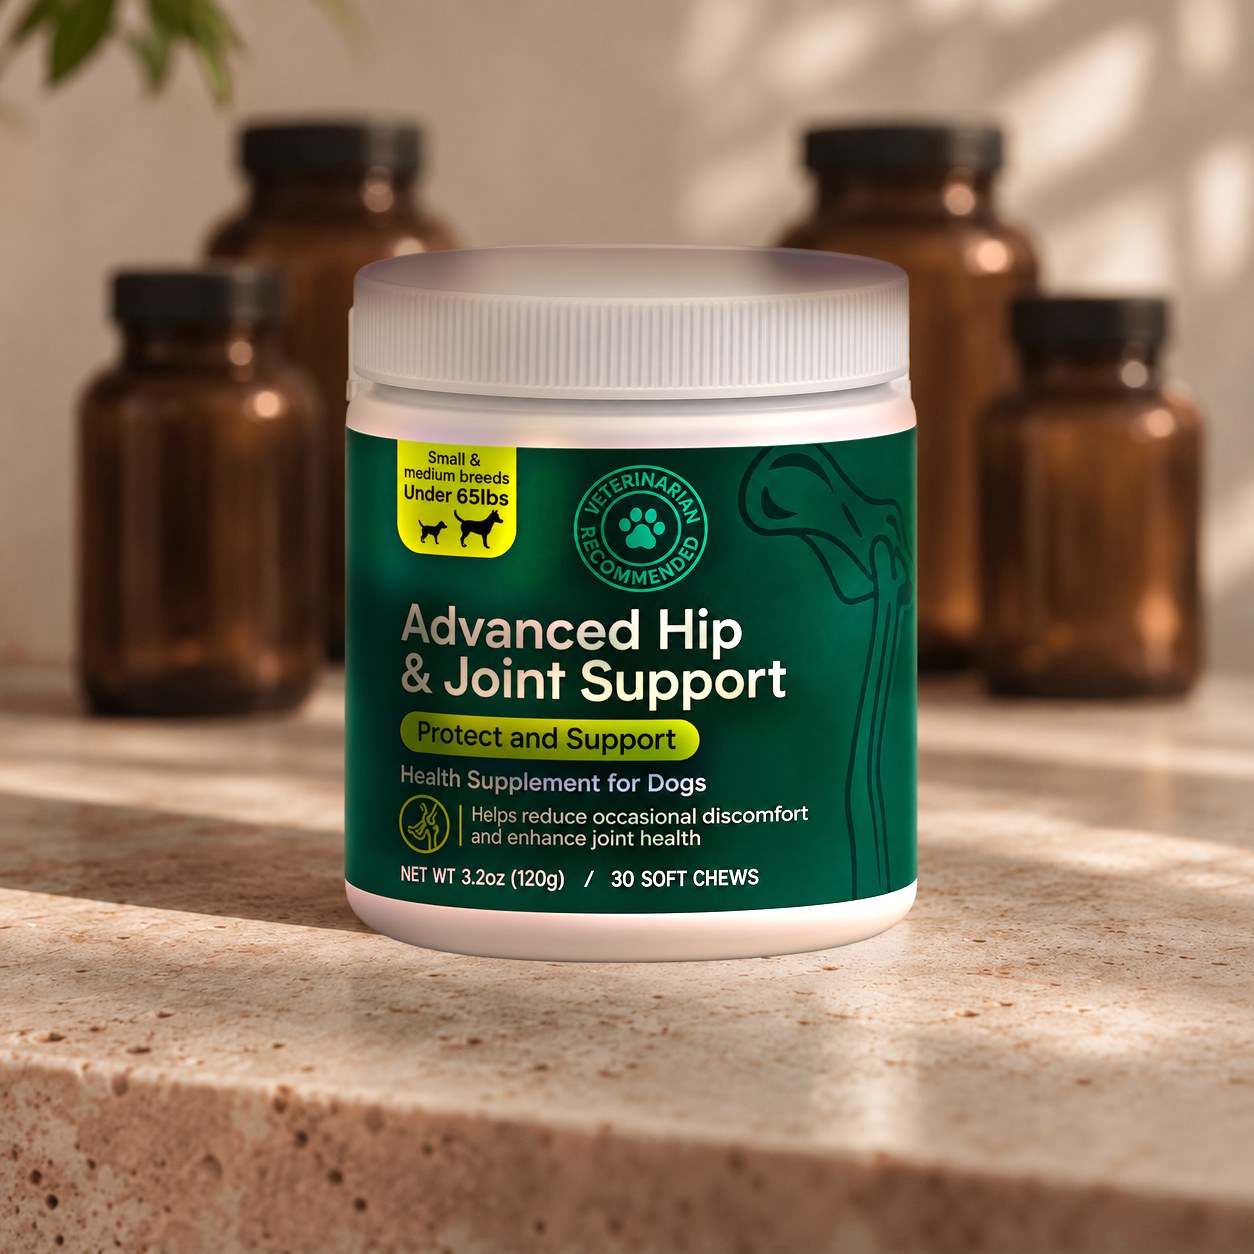 Small &
medium breeds
Under 65lbs
VETERINARIAN
RECOMMENDED
Advanced Hip
& Joint Support
Protect and Support
Health Supplement for Dogs
Helps reduce occasional discomfort
and enhance joint health
NET WT 3.2oz (120g) / 30 SOFT CHEWS